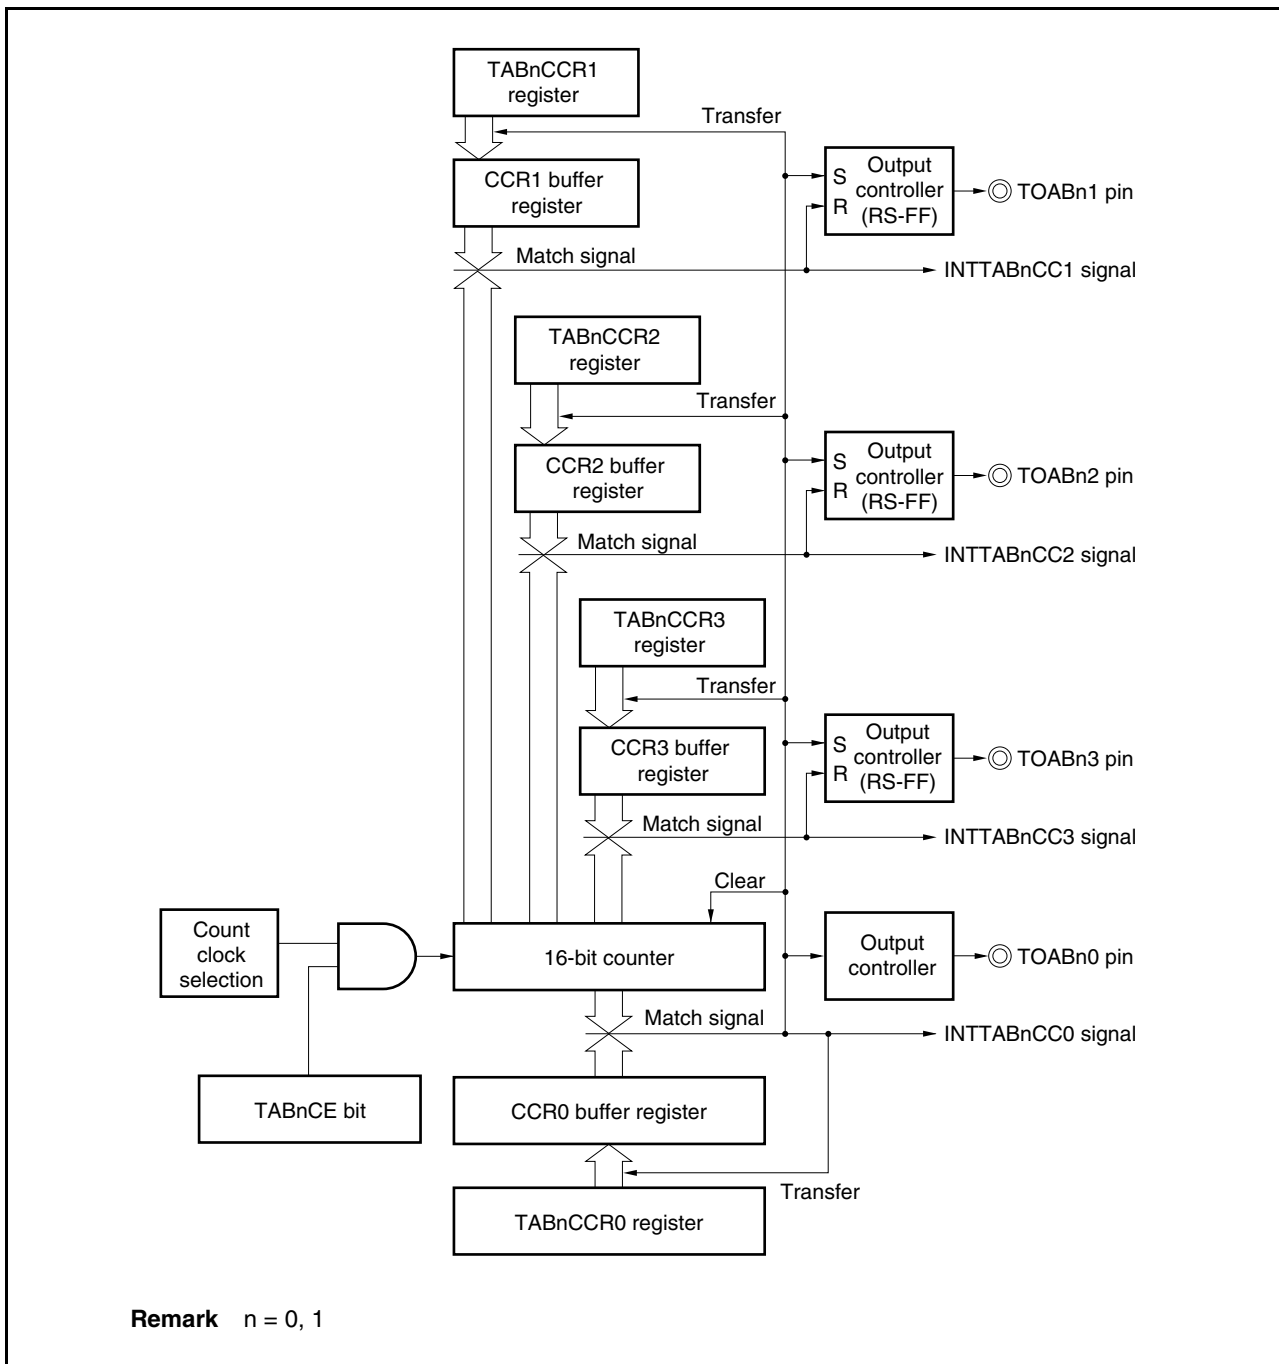 TABnCCR1
register
Transfer
CCR1 buffer
register
S
R
Output
controller
(RS-FF)
TOABn1 pin
Match signal
INTTABnCC1 signal
TABnCCR2
register
Transfer
CCR2 buffer
register
S
R
Output
controller
(RS-FF)
TOABn2 pin
Match signal
INTTABnCC2 signal
TABnCCR3
register
Transfer
CCR3 buffer
register
S
R
Output
controller
(RS-FF)
TOABn3 pin
Match signal
INTTABnCC3 signal
Clear
Count
clock
selection
16-bit counter
Output
controller
TOABn0 pin
Match signal
INTTABnCC0 signal
TABnCE bit
CCR0 buffer register
Transfer
TABnCCR0 register
Remark n = 0, 1